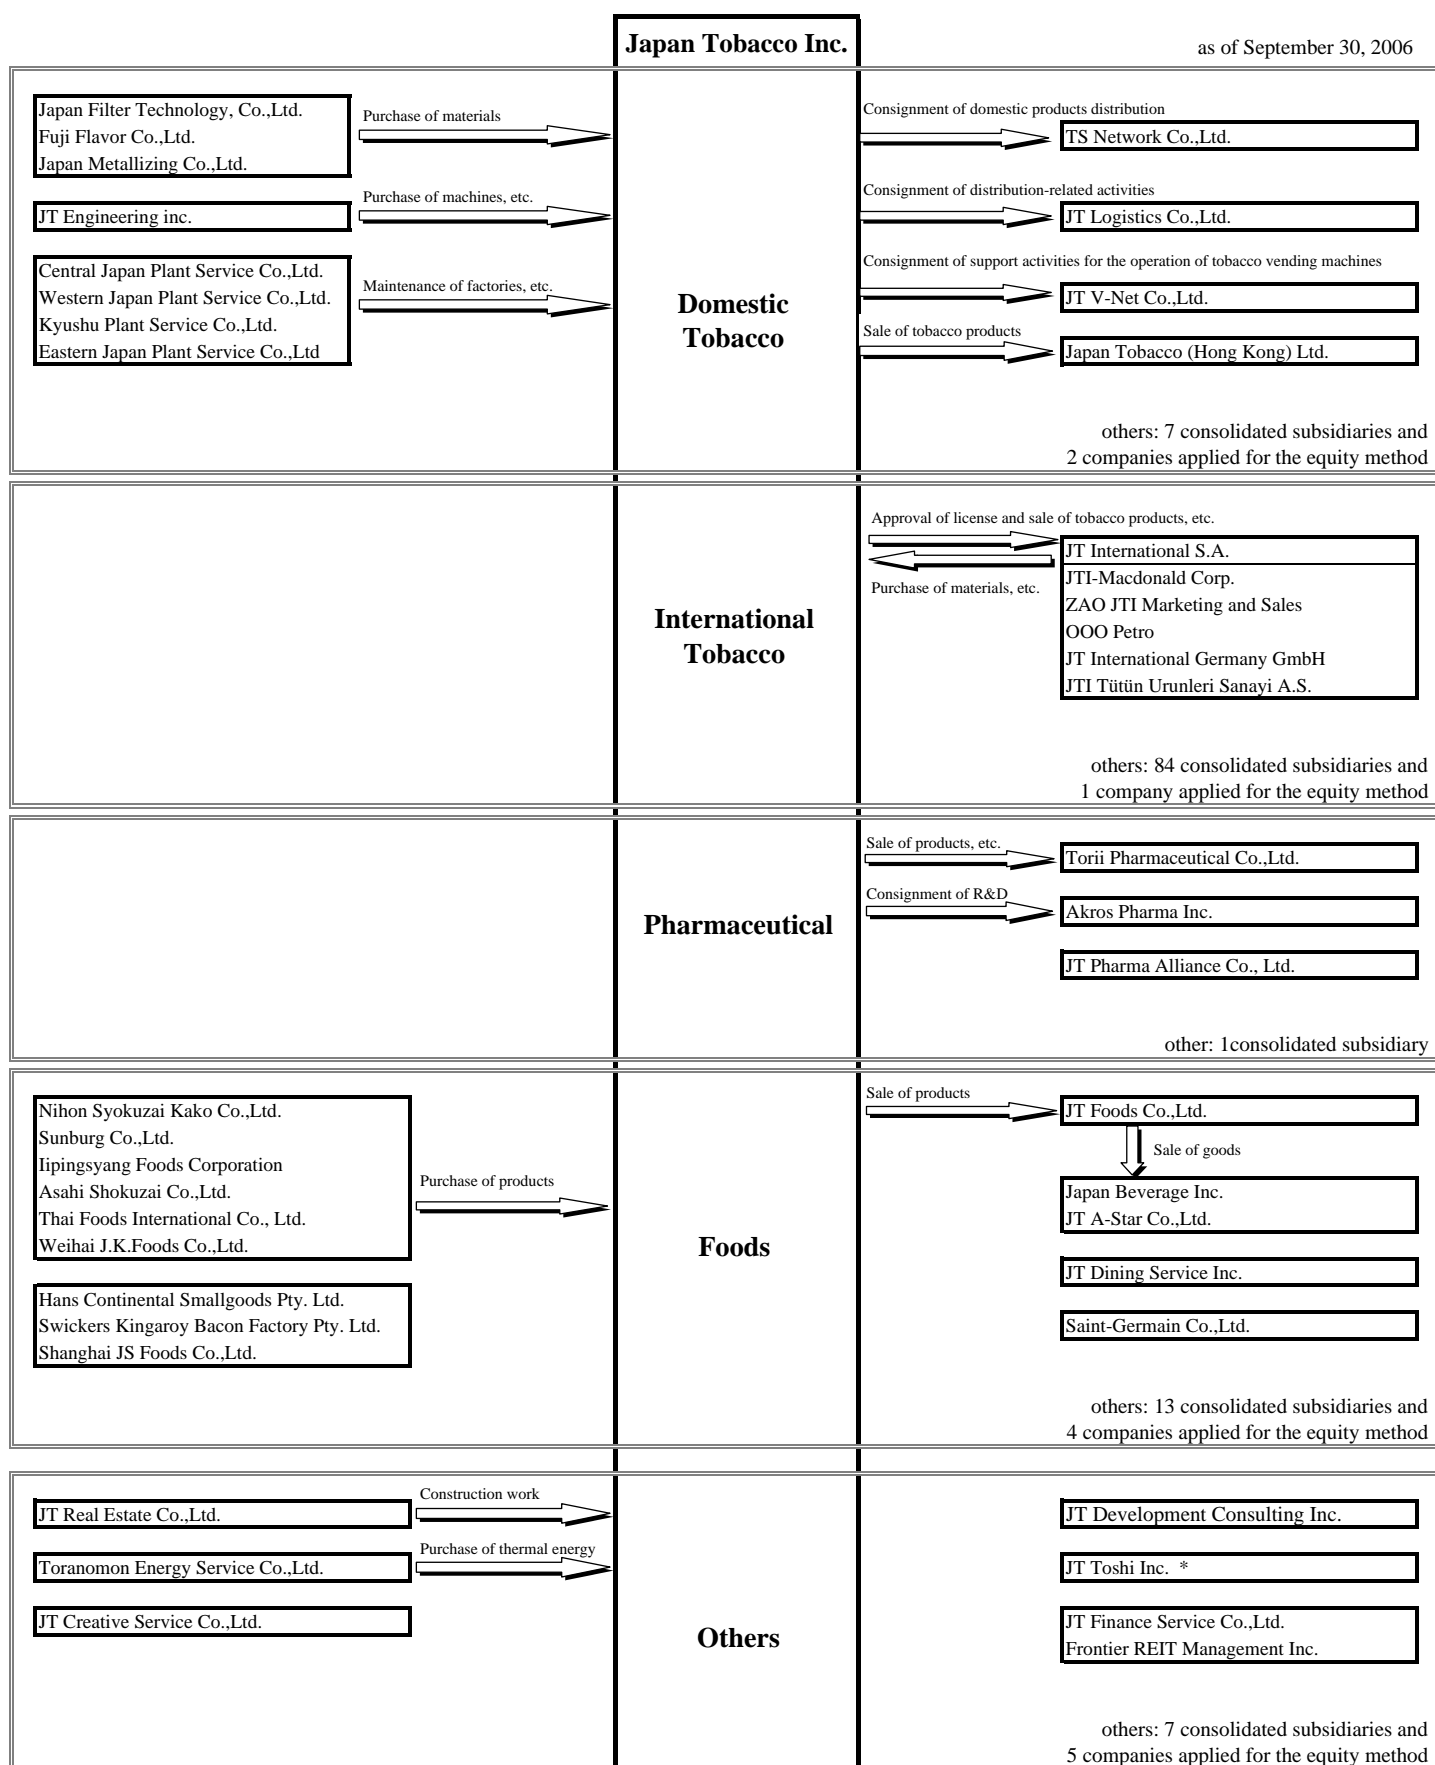 Japan Tobacco Inc.
as of September 30, 2006
Japan Filter Technology, Co.,Ltd.
Fuji Flavor Co.,Ltd.
Japan Metallizing Co.,Ltd.
Purchase of materials
JT Engineering inc.
Purchase of machines, etc.
Central Japan Plant Service Co.,Ltd.
Western Japan Plant Service Co.,Ltd.
Kyushu Plant Service Co.,Ltd.
Eastern Japan Plant Service Co.,Ltd
Maintenance of factories, etc.
Domestic
Tobacco
Consignment of domestic products distribution
TS Network Co.,Ltd.
Consignment of distribution-related activities
JT Logistics Co.,Ltd.
Consignment of support activities for the operation of tobacco vending machines
JT V-Net Co.,Ltd.
Sale of tobacco products
Japan Tobacco (Hong Kong) Ltd.
others: 7 consolidated subsidiaries and
2 companies applied for the equity method
International
Tobacco
Approval of license and sale of tobacco products, etc.
Purchase of materials, etc.
JT International S.A.
JTI-Macdonald Corp.
ZAO JTI Marketing and Sales
OOO Petro
JT International Germany GmbH
JTI Tütün Urunleri Sanayi A.S.
others: 84 consolidated subsidiaries and
1 company applied for the equity method
Pharmaceutical
Sale of products, etc.
Torii Pharmaceutical Co.,Ltd.
Consignment of R&D
Akros Pharma Inc.
JT Pharma Alliance Co., Ltd.
other: 1consolidated subsidiary
Nihon Syokuzai Kako Co.,Ltd.
Sunburg Co.,Ltd.
Iipingsyang Foods Corporation
Asahi Shokuzai Co.,Ltd.
Thai Foods International Co., Ltd.
Weihai J.K.Foods Co.,Ltd.
Purchase of products
Hans Continental Smallgoods Pty. Ltd.
Swickers Kingaroy Bacon Factory Pty. Ltd.
Shanghai JS Foods Co.,Ltd.
Foods
Sale of products
JT Foods Co.,Ltd.
Sale of goods
Japan Beverage Inc.
JT A-Star Co.,Ltd.
JT Dining Service Inc.
Saint-Germain Co.,Ltd.
others: 13 consolidated subsidiaries and
4 companies applied for the equity method
JT Real Estate Co.,Ltd.
Construction work
Toranomon Energy Service Co.,Ltd.
Purchase of thermal energy
JT Creative Service Co.,Ltd.
Others
JT Development Consulting Inc.
JT Toshi Inc. *
JT Finance Service Co.,Ltd.
Frontier REIT Management Inc.
others: 7 consolidated subsidiaries and
5 companies applied for the equity method